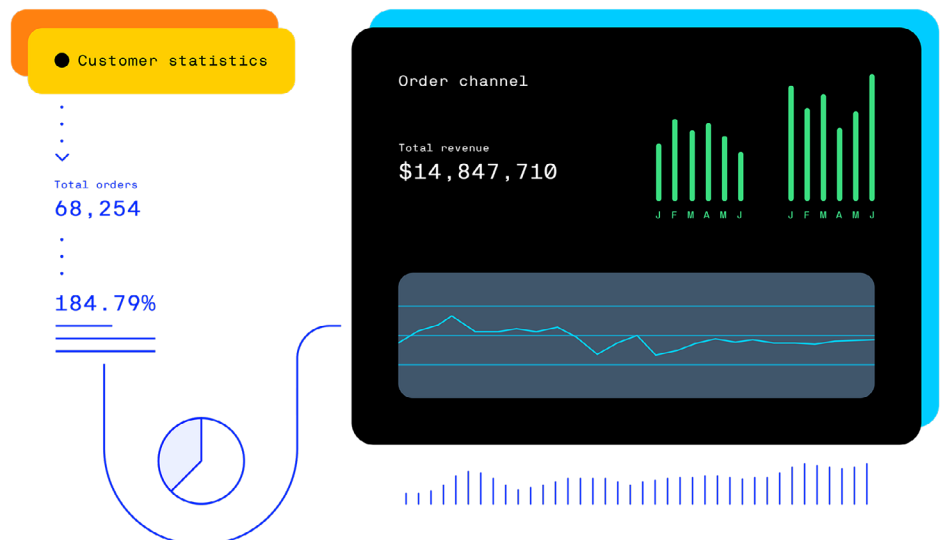 Customer statistics
Total orders
68,254
184.79%
Order channel
Total revenue
$14,847,710
J F M A M J
J F M A M J